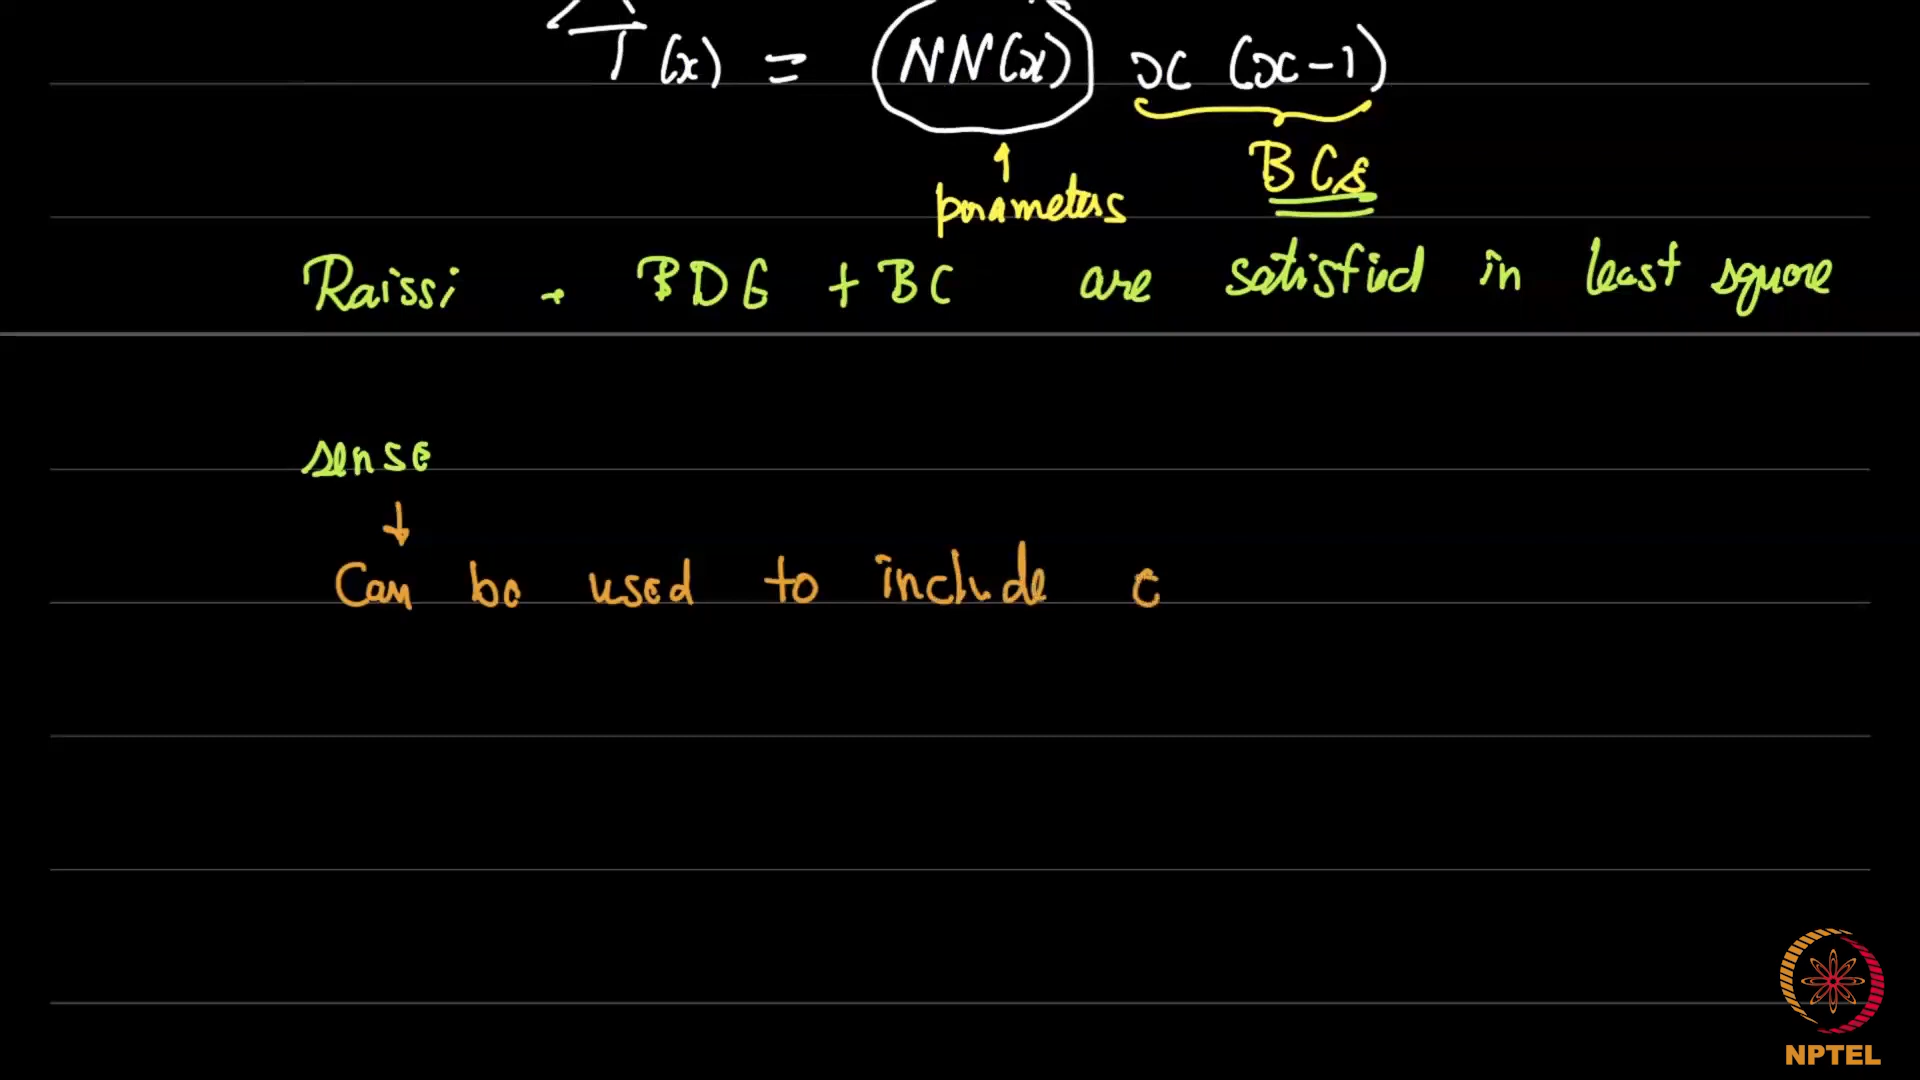 T̂(x) = NN(x) x(x-1)
parameters BCs
Raissi - PDE + BC are satisfied in least square
sense
Can be used to include e
NPTEL